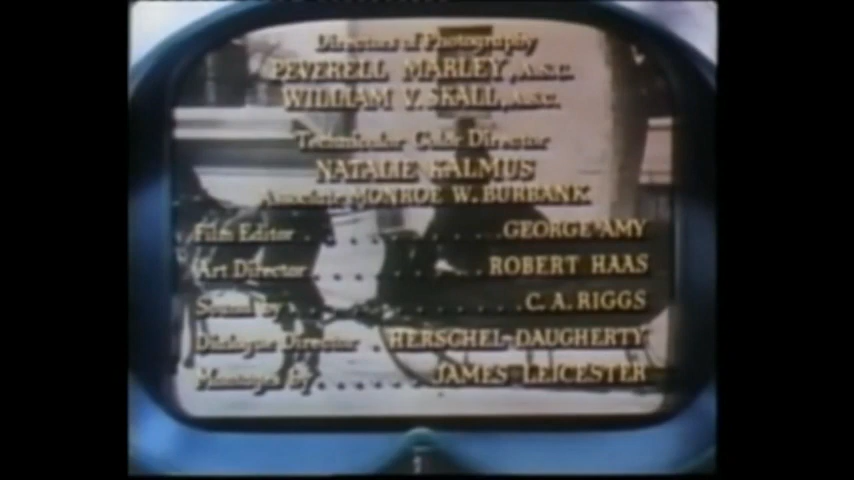 Directors of Photography
PEVERELL MARLEY, A.S.C.
WILLIAM V. SKALL, A.S.C.
Technicolor Color Director
NATALIE KALMUS
Associate MONROE W. BURBANK
Film Editor . . . . . . . . . . . . GEORGE AMY
Art Director . . . . . . . . . . . ROBERT HAAS
Sound by . . . . . . . . . . . . . C. A. RIGGS
Dialogue Director . HERSCHEL DAUGHERTY
Montages by . . . . . . . JAMES LEICESTER